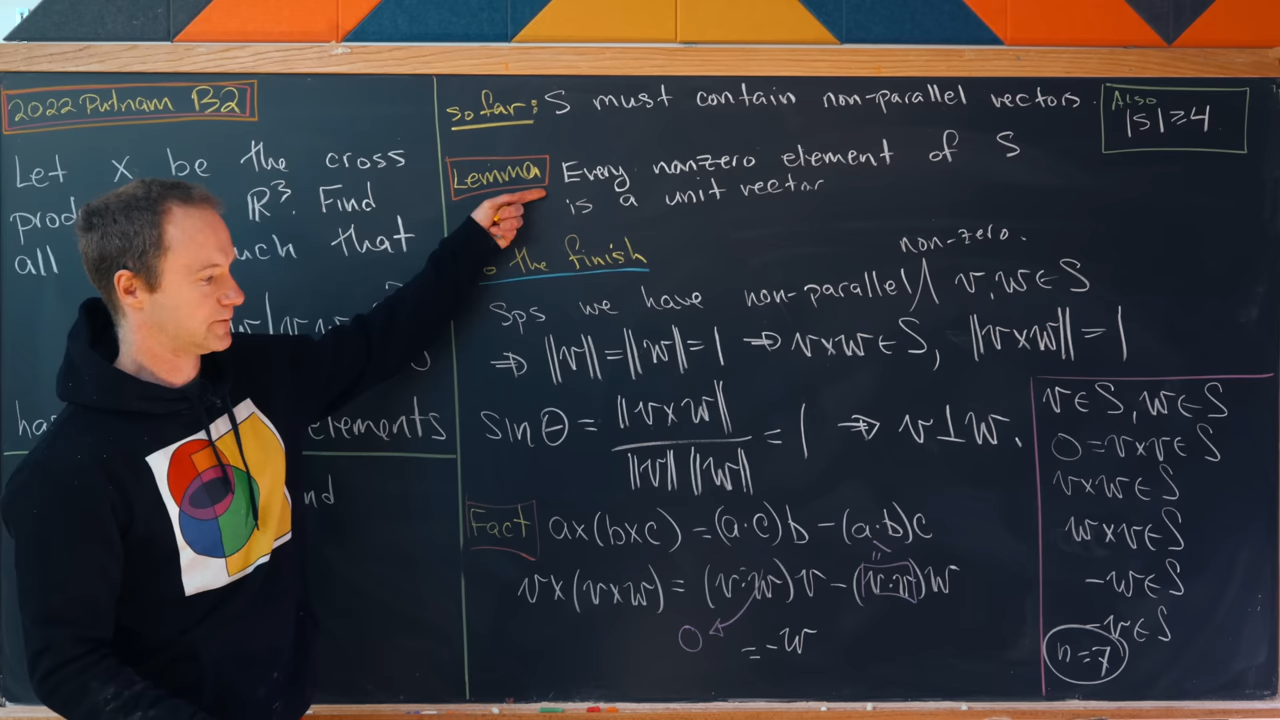 2022 Putnam B2
Let × be the cross
prod R³. Find
all uch that
ha elements
nd
so far: S must contain non-parallel vectors.
Also
|S|≥4
Lemma Every nonzero element of S
is a unit vector
the finish
non-zero.
Sps we have non-parallel v,w∈S
⇒ ||v||=||w||=1 ⇒ v×w∈S, ||v×w||=1
sinθ = ||v×w|| / ||v|| ||w|| = 1 ⇒ v⊥w.
Fact a×(b×c) = (a·c)b − (a·b)c
v×(v×w) = (v·w)v − (v·v)w
0
= −w
v∈S, w∈S
0=v×v∈S
v×w∈S
w×v∈S
−w∈S
−v∈S
n=7